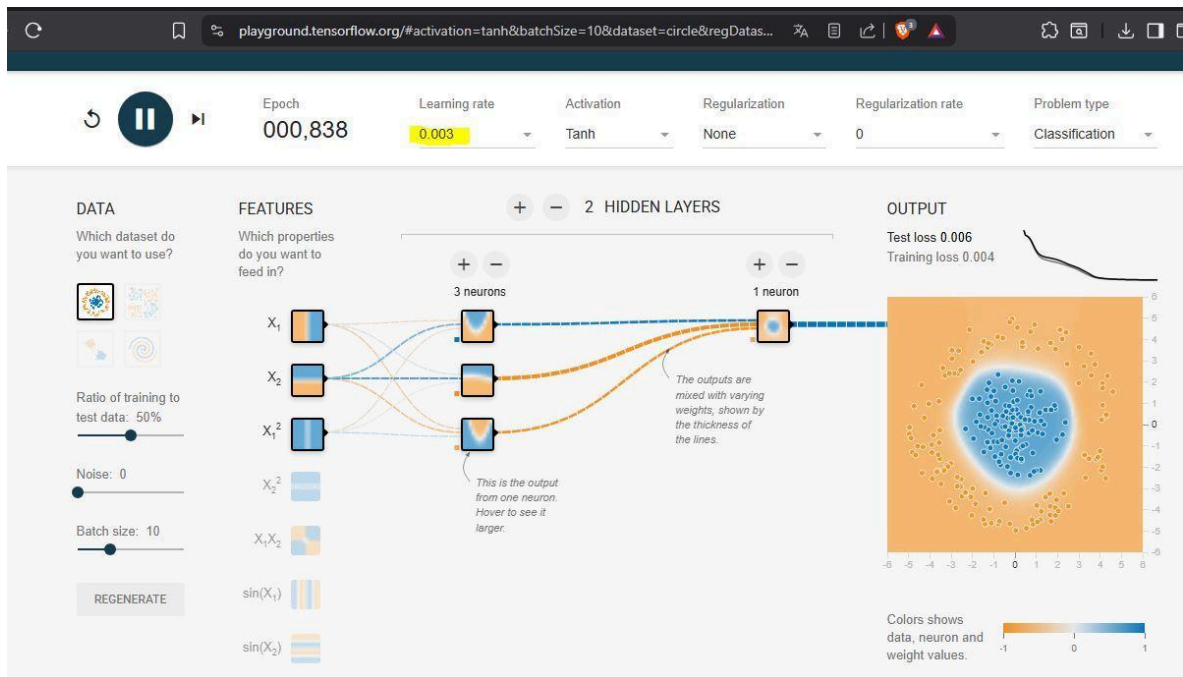 playground.tensorflow.org/#activation=tanh&batchSize=10&dataset=circle&regDatas...
3
Epoch
000,838
Learning rate
0.003
Activation
Tanh
Regularization
None
Regularization rate
0
Problem type
Classification
DATA
Which dataset do
you want to use?
Ratio of training to
test data: 50%
Noise: 0
Batch size: 10
REGENERATE
FEATURES
Which properties
do you want to
feed in?
X₁
X₂
X₁²
X₂²
X₁X₂
sin(X₁)
sin(X₂)
+ − 2 HIDDEN LAYERS
+ −
3 neurons
+ −
1 neuron
The outputs are
mixed with varying
weights, shown by
the thickness of
the lines.
This is the output
from one neuron.
Hover to see it
larger.
OUTPUT
Test loss 0.006
Training loss 0.004
6
5
4
3
2
1
0
-1
-2
-3
-4
-5
-6
-6 -5 -4 -3 -2 -1 0 1 2 3 4 5 6
Colors shows
data, neuron and
weight values.
-1 0 1